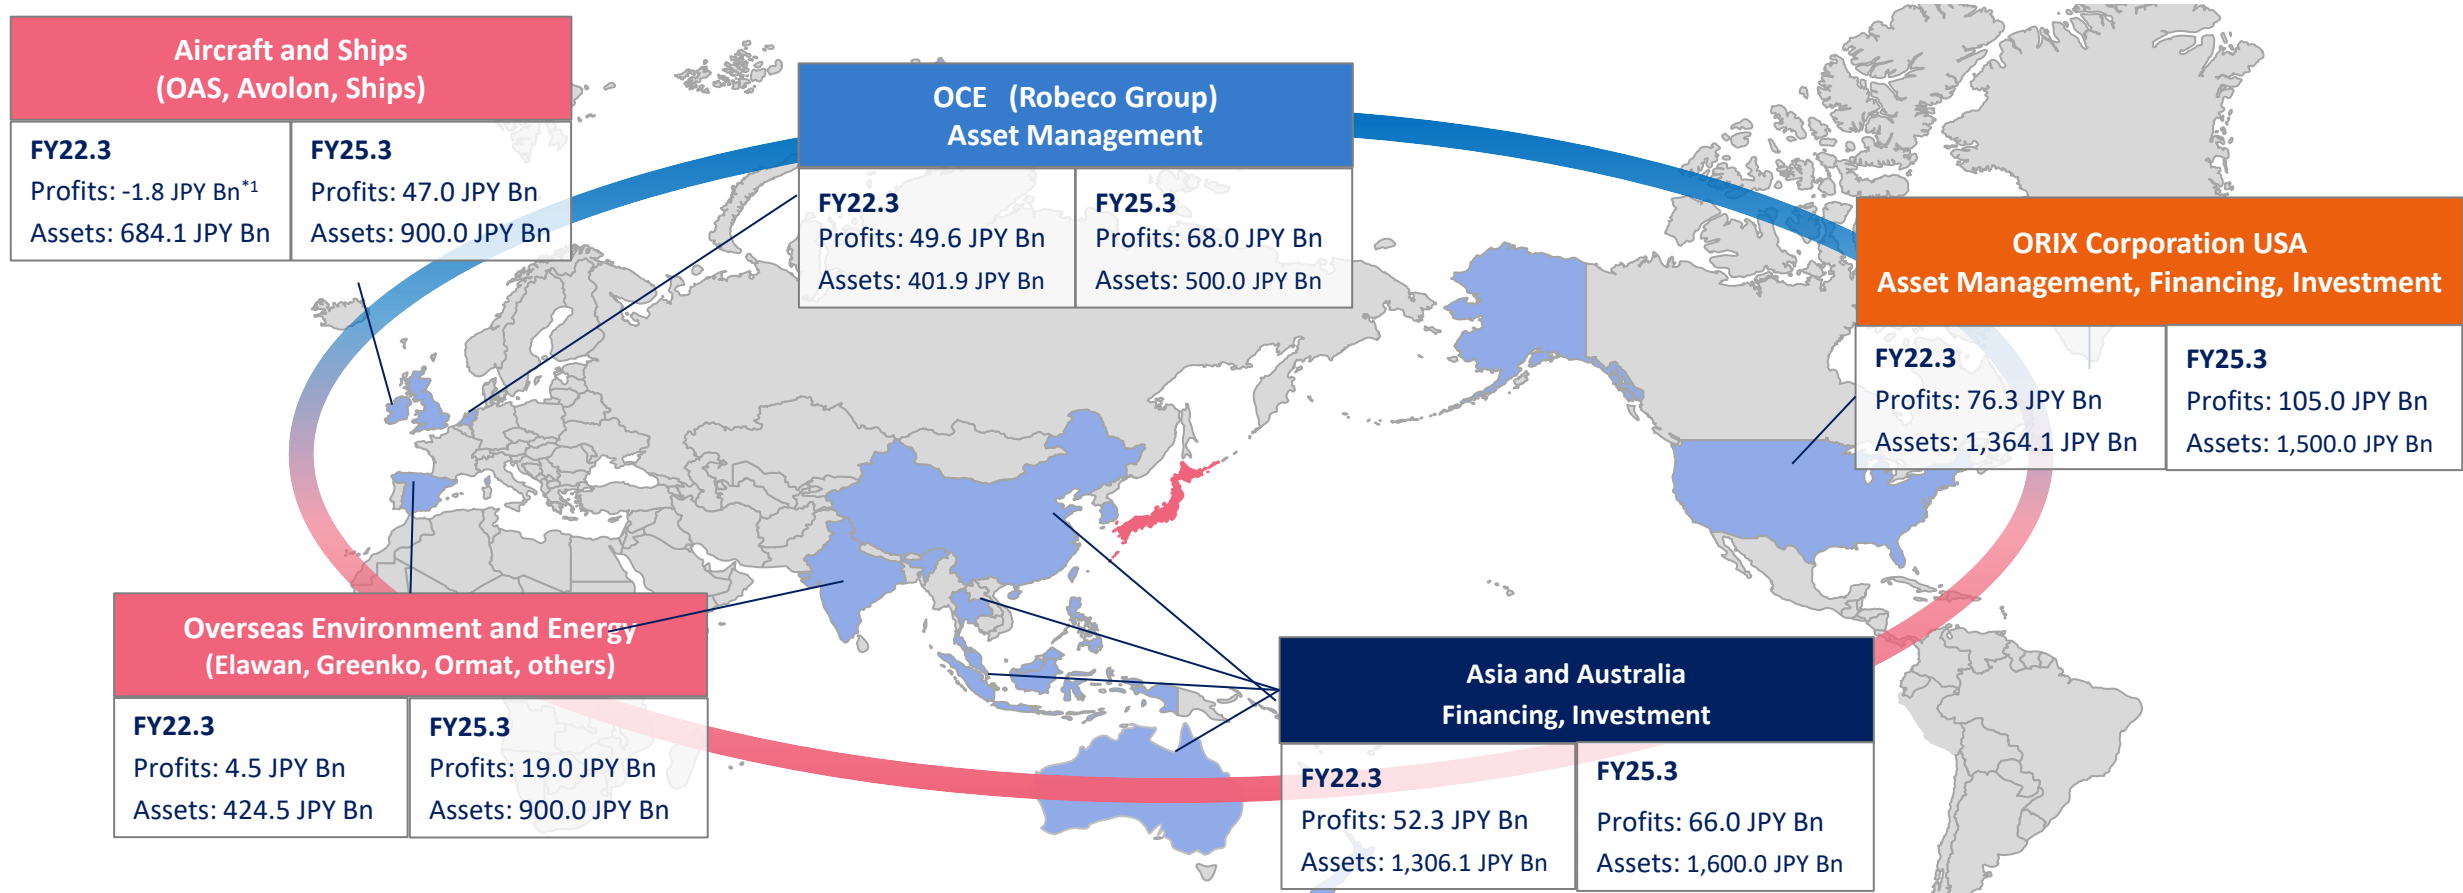 Aircraft and Ships
(OAS, Avolon, Ships)
FY22.3
Profits: -1.8 JPY Bn*1
Assets: 684.1 JPY Bn
FY25.3
Profits: 47.0 JPY Bn
Assets: 900.0 JPY Bn
OCE (Robeco Group)
Asset Management
FY22.3
Profits: 49.6 JPY Bn
Assets: 401.9 JPY Bn
FY25.3
Profits: 68.0 JPY Bn
Assets: 500.0 JPY Bn
ORIX Corporation USA
Asset Management, Financing, Investment
FY22.3
Profits: 76.3 JPY Bn
Assets: 1,364.1 JPY Bn
FY25.3
Profits: 105.0 JPY Bn
Assets: 1,500.0 JPY Bn
Overseas Environment and Energy
(Elawan, Greenko, Ormat, others)
FY22.3
Profits: 4.5 JPY Bn
Assets: 424.5 JPY Bn
FY25.3
Profits: 19.0 JPY Bn
Assets: 900.0 JPY Bn
Asia and Australia
Financing, Investment
FY22.3
Profits: 52.3 JPY Bn
Assets: 1,306.1 JPY Bn
FY25.3
Profits: 66.0 JPY Bn
Assets: 1,600.0 JPY Bn